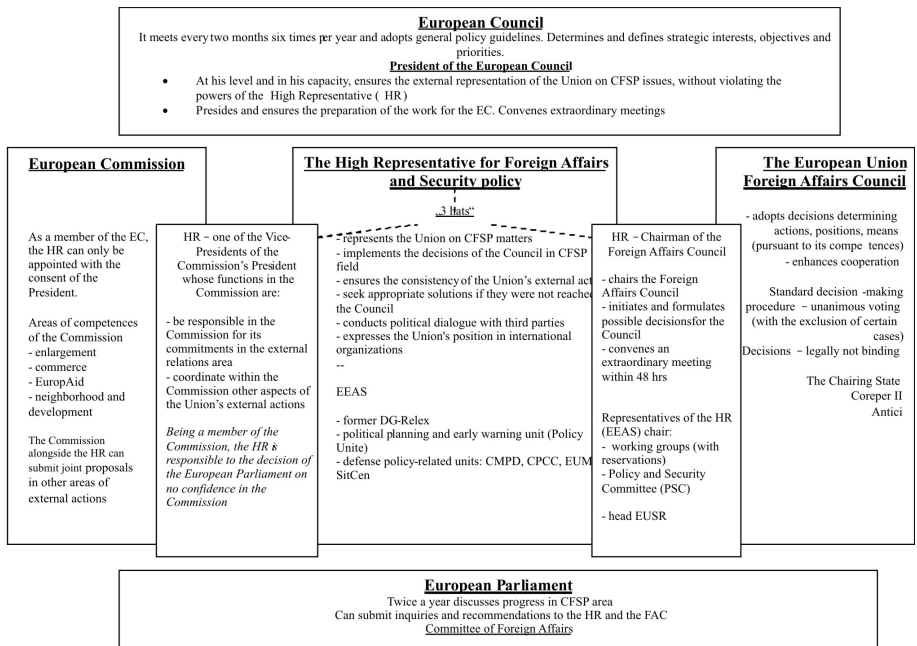 European Council
It meets every two months six times per year and adopts general policy guidelines. Determines and defines strategic interests, objectives and
priorities.
President of the European Council
• At his level and in his capacity, ensures the external representation of the Union on CFSP issues, without violating the
powers of the High Representative ( HR )
• Presides and ensures the preparation of the work for the EC. Convenes extraordinary meetings
European Commission
As a member of the EC,
the HR can only be
appointed with the
consent of the
President.
Areas of competences
of the Commission
- enlargement
- commerce
- EuropAid
- neighborhood and
development
The Commission
alongside the HR can
submit joint proposals
in other areas of
external actions
HR – one of the Vice-
Presidents of the
Commission's President
whose functions in the
Commission are:
- be responsible in the
Commission for its
commitments in the external
relations area
- coordinate within the
Commission other aspects of
the Union's external actions
Being a member of the
Commission, the HR is
responsible to the decision of
the European Parliament on
no confidence in the
Commission
The High Representative for Foreign Affairs
and Security policy
„3 hats“
- represents the Union on CFSP matters
- implements the decisions of the Council in CFSP
field
- ensures the consistency of the Union's external act
- seek appropriate solutions if they were not reache
the Council
- conducts political dialogue with third parties
- expresses the Union's position in international
organizations
--
EEAS
- former DG-Relex
- political planning and early warning unit (Policy
Unite)
- defense policy-related units: CMPD, CPCC, EUM
SitCen
HR – Chairman of the
Foreign Affairs Council
- chairs the Foreign
Affairs Council
- initiates and formulates
possible decisionsfor the
Council
- convenes an
extraordinary meeting
within 48 hrs
Representatives of the HR
(EEAS) chair:
- working groups (with
reservations)
- Policy and Security
Committee (PSC)
- head EUSR
The European Union
Foreign Affairs Council
- adopts decisions determining
actions, positions, means
(pursuant to its compe tences)
- enhances cooperation
Standard decision -making
procedure – unanimous voting
(with the exclusion of certain
cases)
Decisions – legally not binding
The Chairing State
Coreper II
Antici
European Parliament
Twice a year discusses progress in CFSP area
Can submit inquiries and recommendations to the HR and the FAC
Committee of Foreign Affairs